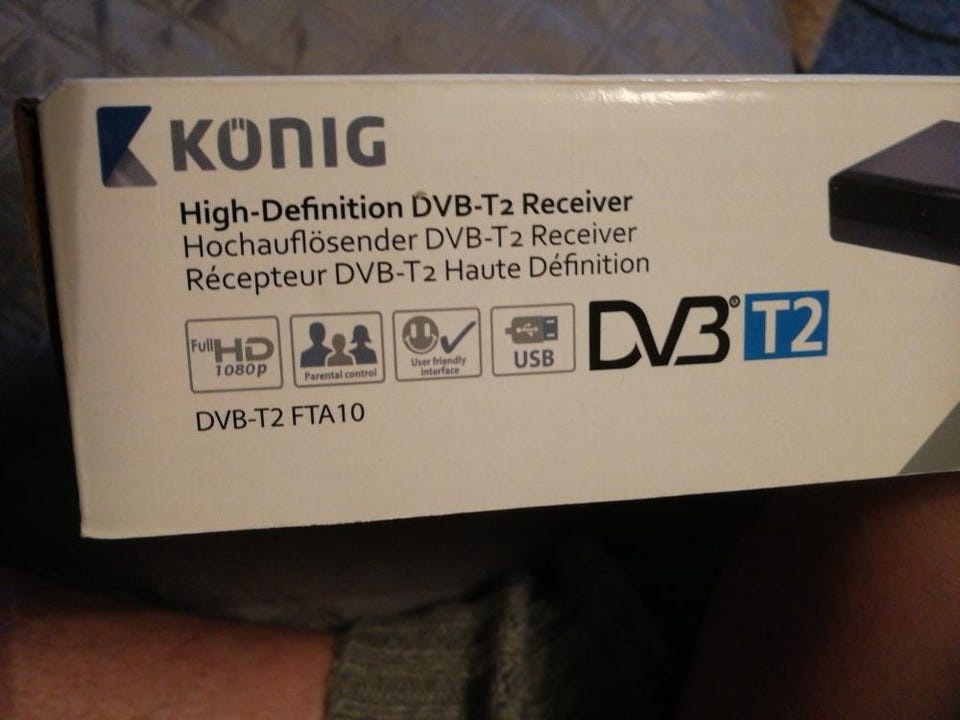 KÖNIG
High-Definition DVB-T2 Receiver
Hochauflösender DVB-T2 Receiver
Récepteur DVB-T2 Haute Définition
Full HD 1080p
Parental control
User friendly interface
USB
DVB® T2
DVB-T2 FTA10